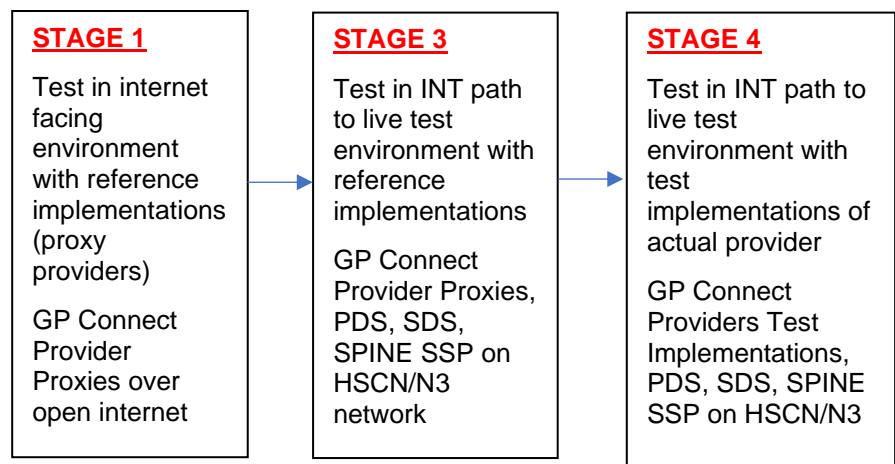 STAGE 1
Test in internet
facing
environment
with reference
implementations
(proxy
providers)
GP Connect
Provider
Proxies over
open internet
STAGE 3
Test in INT path
to live test
environment with
reference
implementations
GP Connect
Provider Proxies,
PDS, SDS,
SPINE SSP on
HSCN/N3
network
STAGE 4
Test in INT path to
live test
environment with
test
implementations of
actual provider
GP Connect
Providers Test
Implementations,
PDS, SDS, SPINE
SSP on HSCN/N3